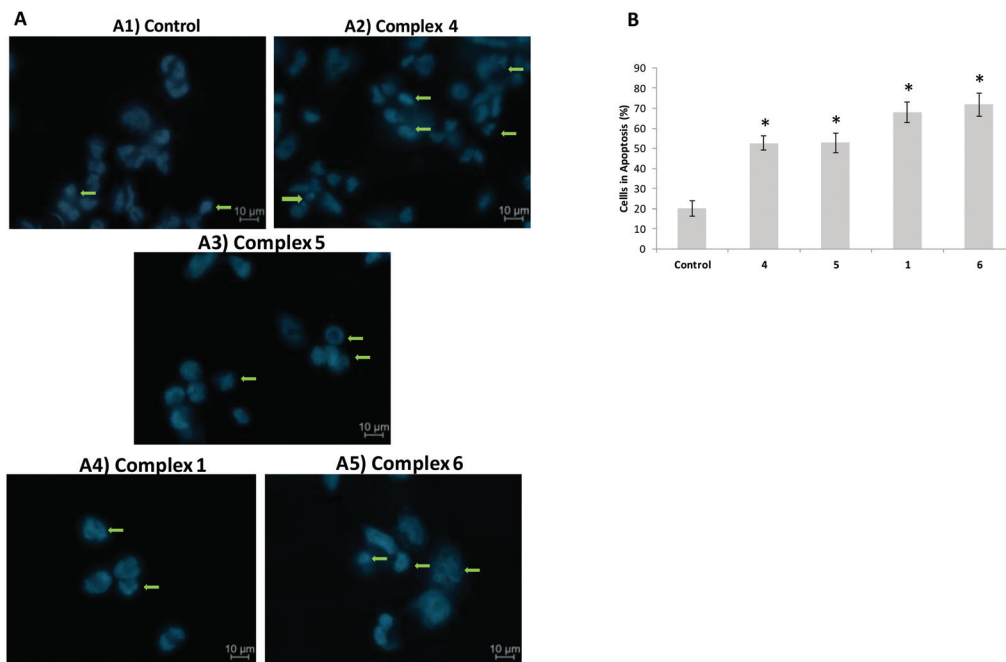 A
A1) Control
10 µm
A2) Complex 4
10 µm
A3) Complex 5
10 µm
A4) Complex 1
10 µm
A5) Complex 6
10 µm
B
Cellls in Apoptosis (%)
90
80
70
60
50
40
30
20
10
0
* * * *
Control 4 5 1 6